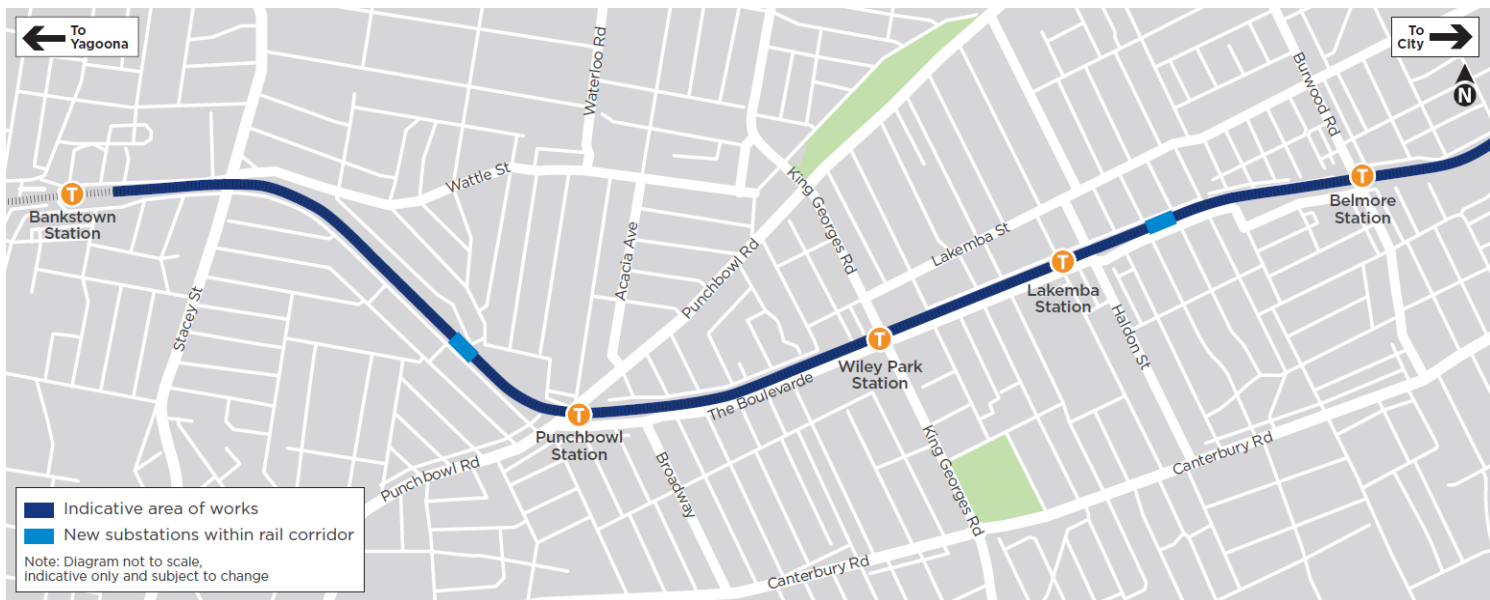 To
Yagoona
To
City
N
Waterloo Rd
Burwood Rd
Wattle St
King Georges Rd
T
Bankstown
Station
T
Belmore
Station
Acacia Ave
Punchbowl Rd
Lakemba St
T
Lakemba
Station
Stacey St
Haldon St
T
Wiley Park
Station
The Boulevarde
T
Punchbowl
Station
Punchbowl Rd
Broadway
King Georges Rd
Canterbury Rd
Canterbury Rd
Indicative area of works
New substations within rail corridor
Note: Diagram not to scale,
indicative only and subject to change